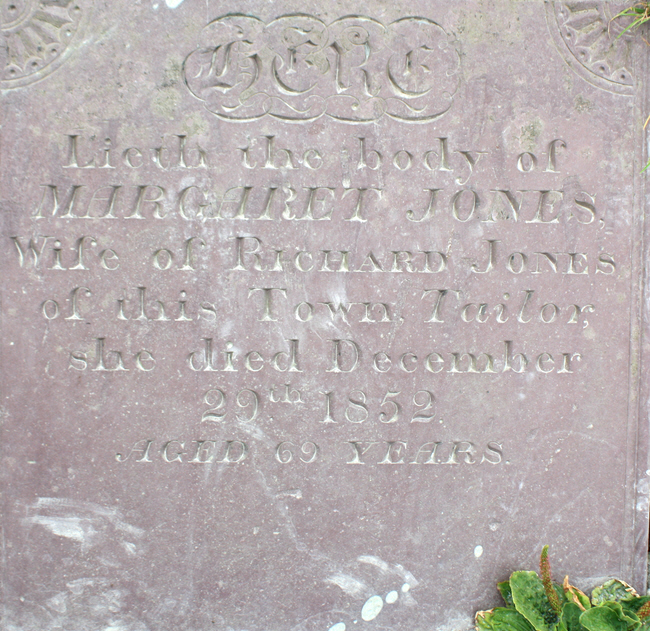 HERE
Lieth the body of
MARGARET JONES,
Wife of RICHARD JONES
of this Town, Tailor,
she died December
29th 1852
AGED 69 YEARS.